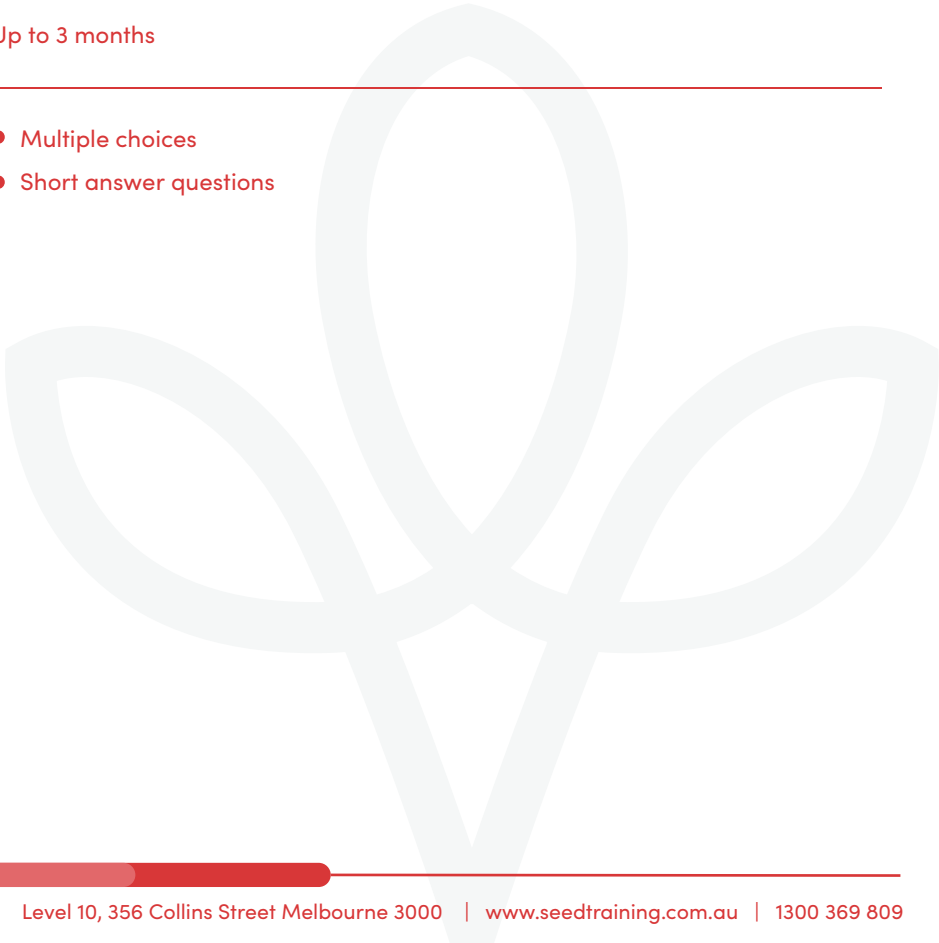 Up to 3 months
Multiple choices
Short answer questions
Level 10, 356 Collins Street Melbourne 3000 | www.seedtraining.com.au | 1300 369 809